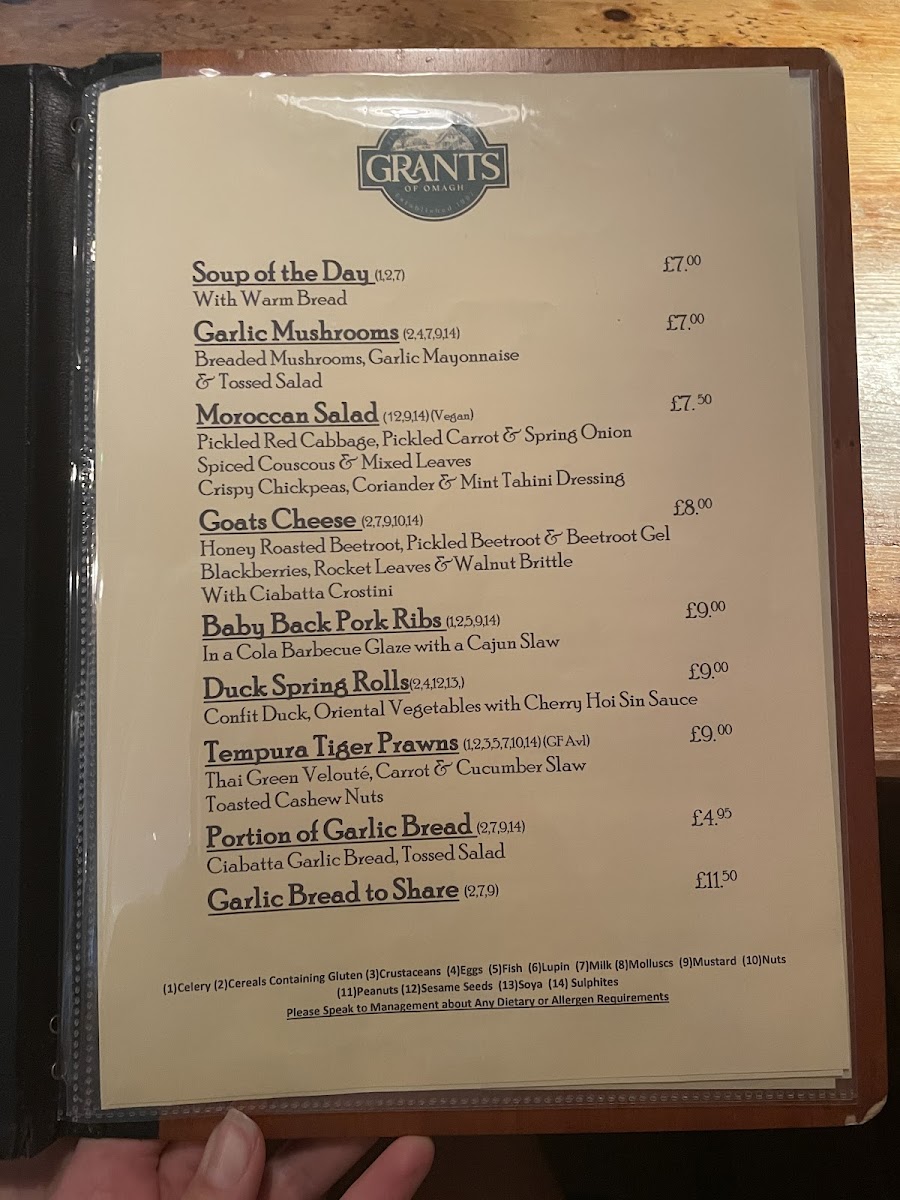 GRANTS
OF OMAGH
Established
Soup of the Day (1,2,7) £7.00
With Warm Bread
Garlic Mushrooms (2,4,7,9,14) £7.00
Breaded Mushrooms, Garlic Mayonnaise
& Tossed Salad
Moroccan Salad (12,9,14)(Vegan) £7.50
Pickled Red Cabbage, Pickled Carrot & Spring Onion
Spiced Couscous & Mixed Leaves
Crispy Chickpeas, Coriander & Mint Tahini Dressing
Goats Cheese (2,7,9,10,14) £8.00
Honey Roasted Beetroot, Pickled Beetroot & Beetroot Gel
Blackberries, Rocket Leaves & Walnut Brittle
With Ciabatta Crostini
Baby Back Pork Ribs (1,2,5,9,14) £9.00
In a Cola Barbecue Glaze with a Cajun Slaw
Duck Spring Rolls(2,4,12,13,) £9.00
Confit Duck, Oriental Vegetables with Cherry Hoi Sin Sauce
Tempura Tiger Prawns (1,2,3,5,7,10,14)(GF Avl) £9.00
Thai Green Velouté, Carrot & Cucumber Slaw
Toasted Cashew Nuts
Portion of Garlic Bread (2,7,9,14) £4.95
Ciabatta Garlic Bread, Tossed Salad
Garlic Bread to Share (2,7,9) £11.50
(1)Celery (2)Cereals Containing Gluten (3)Crustaceans (4)Eggs (5)Fish (6)Lupin (7)Milk (8)Molluscs (9)Mustard (10)Nuts
(11)Peanuts (12)Sesame Seeds (13)Soya (14) Sulphites
Please Speak to Management about Any Dietary or Allergen Requirements